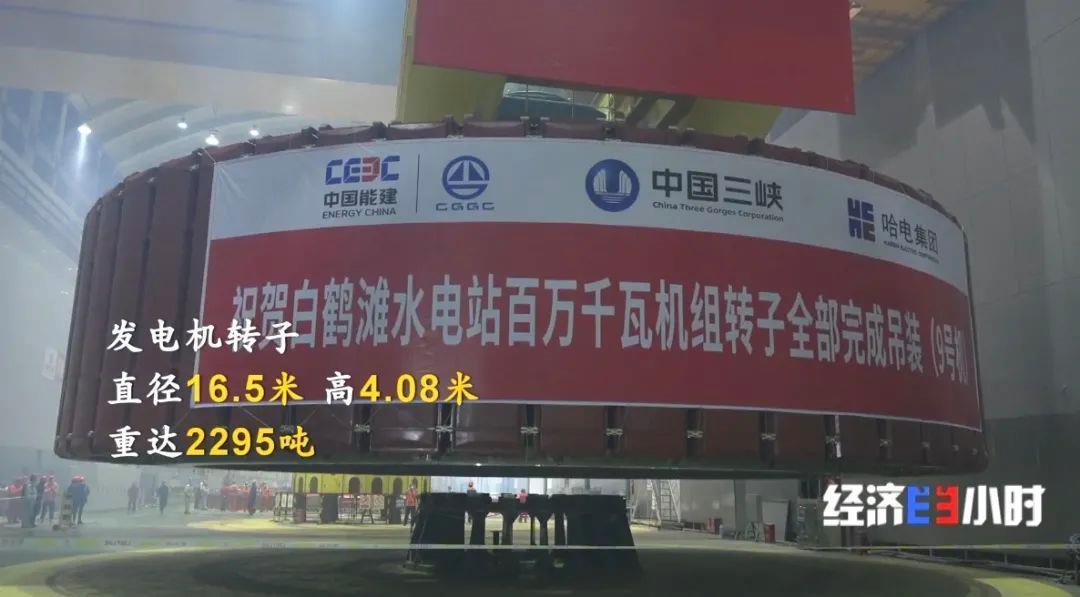 CEEC
中国能建
ENERGY CHINA
CGGC
中国三峡
China Three Gorges Corporation
哈电集团
HARBIN ELECTRIC CORPORATION
祝贺白鹤滩水电站百万千瓦机组转子全部完成吊装（9号机）
发电机转子
直径16.5米 高4.08米
重达2295吨
经济半小时